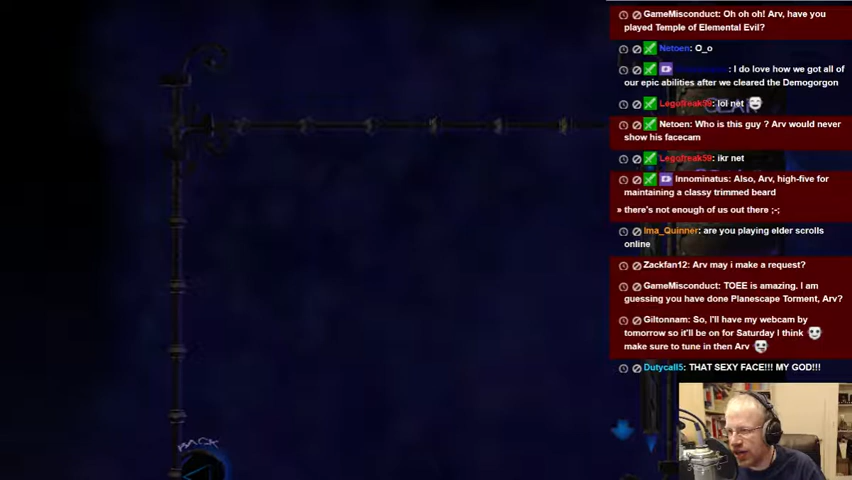 GameMisconduct: Oh oh oh! Arv, have you
played Temple of Elemental Evil?
Netoen: O_o
: I do love how we got all of
our epic abilities after we cleared the Demogorgon
Legofreak59: lol net
Netoen: Who is this guy ? Arv would never
show his facecam
Legofreak59: ikr net
Innominatus: Also, Arv, high-five for
maintaining a classy trimmed beard
» there's not enough of us out there ;-;
Ima_Quinner: are you playing elder scrolls
online
Zackfan12: Arv may i make a request?
GameMisconduct: TOEE is amazing. I am
guessing you have done Planescape Torment, Arv?
Giltonnam: So, I'll have my webcam by
tomorrow so it'll be on for Saturday I think
make sure to tune in then Arv
Dutycall5: THAT SEXY FACE!!! MY GOD!!!
BACK